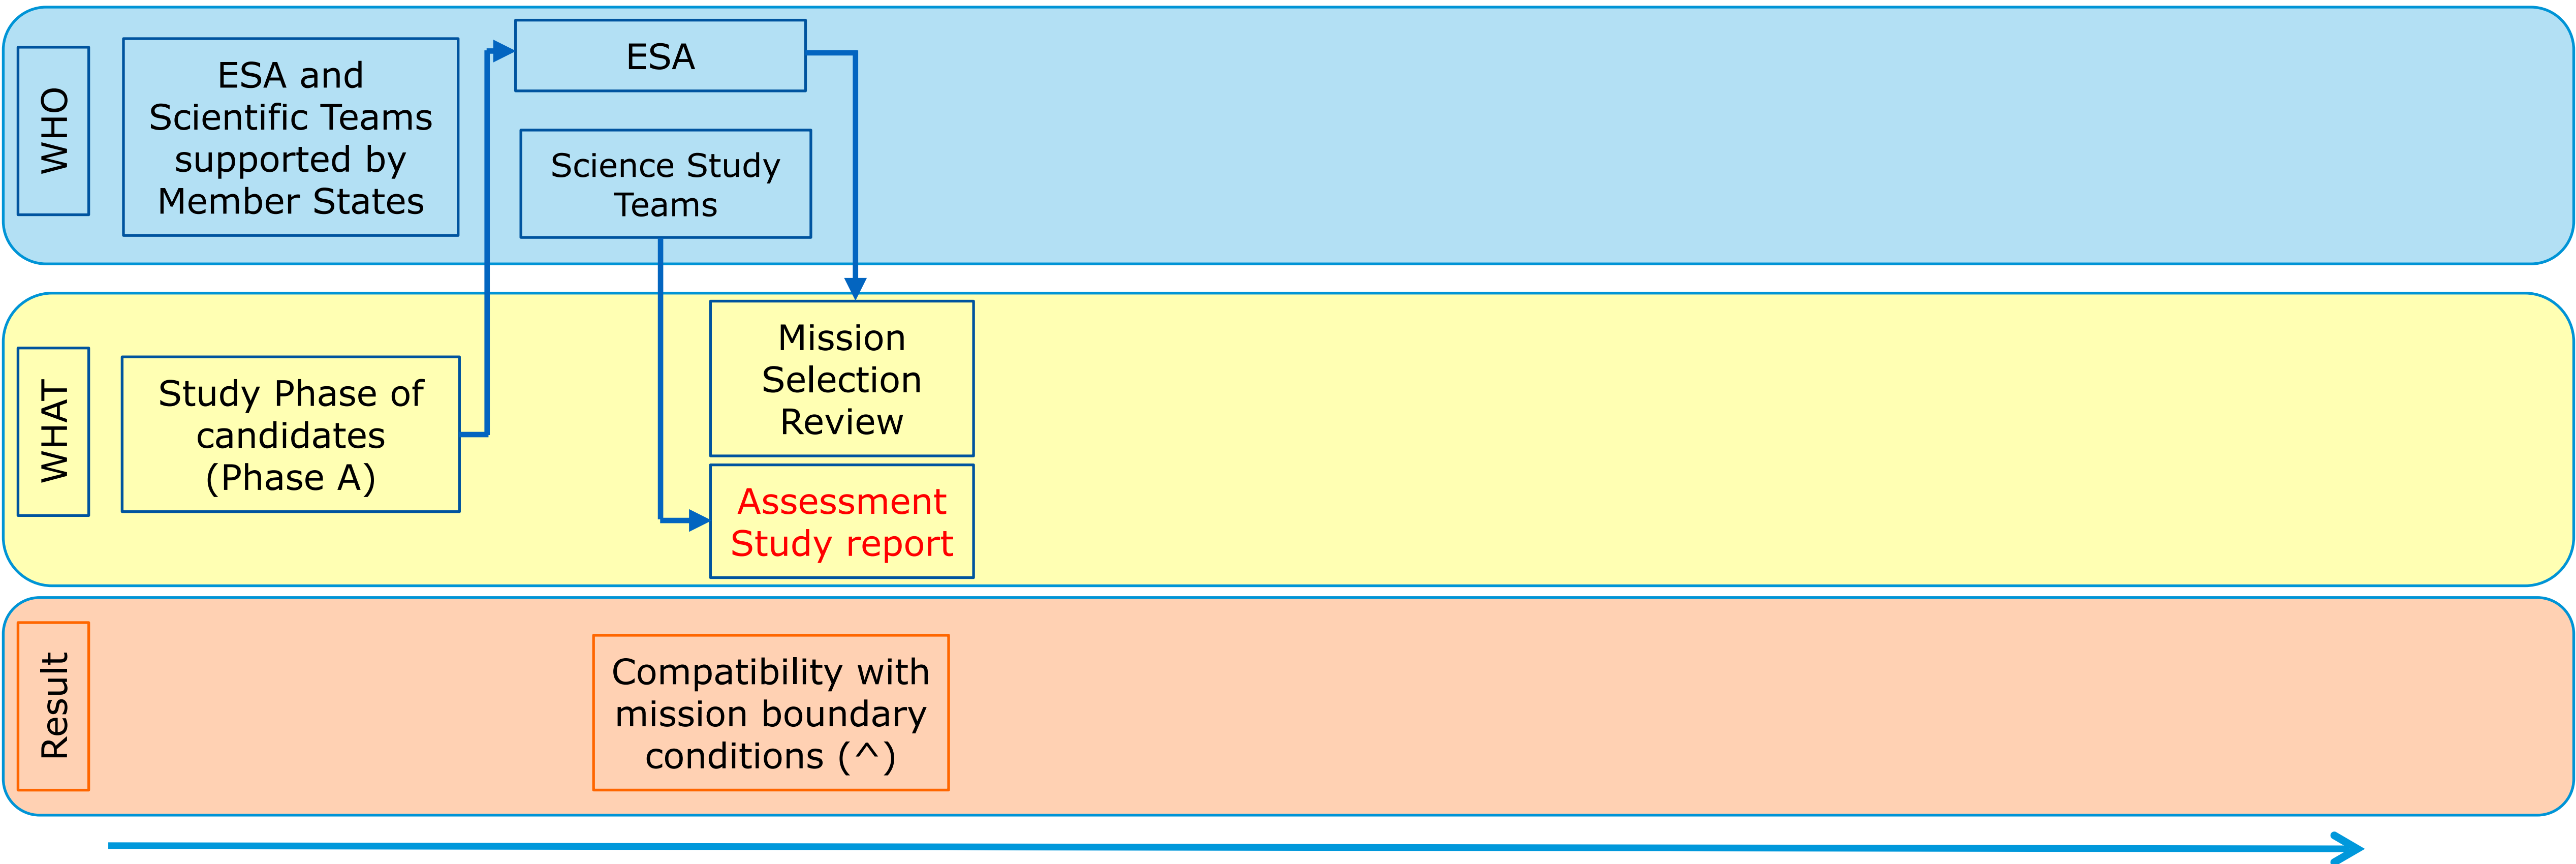 WHO
ESA and
Scientific Teams
supported by
Member States
ESA
Science Study
Teams
WHAT
Study Phase of
candidates
(Phase A)
Mission
Selection
Review
Assessment
Study report
Result
Compatibility with
mission boundary
conditions (^)